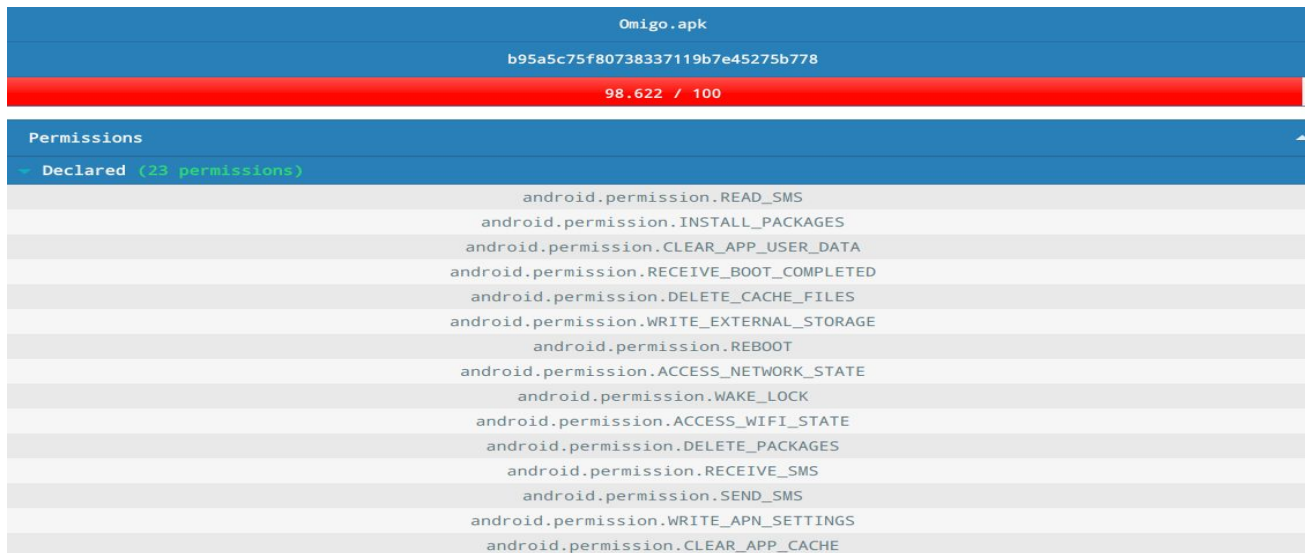 Omigo.apk
b95a5c75f80738337119b7e45275b778
98.622 / 100
Permissions
Declared (23 permissions)
android.permission.READ_SMS
android.permission.INSTALL_PACKAGES
android.permission.CLEAR_APP_USER_DATA
android.permission.RECEIVE_BOOT_COMPLETED
android.permission.DELETE_CACHE_FILES
android.permission.WRITE_EXTERNAL_STORAGE
android.permission.REBOOT
android.permission.ACCESS_NETWORK_STATE
android.permission.WAKE_LOCK
android.permission.ACCESS_WIFI_STATE
android.permission.DELETE_PACKAGES
android.permission.RECEIVE_SMS
android.permission.SEND_SMS
android.permission.WRITE_APN_SETTINGS
android.permission.CLEAR_APP_CACHE